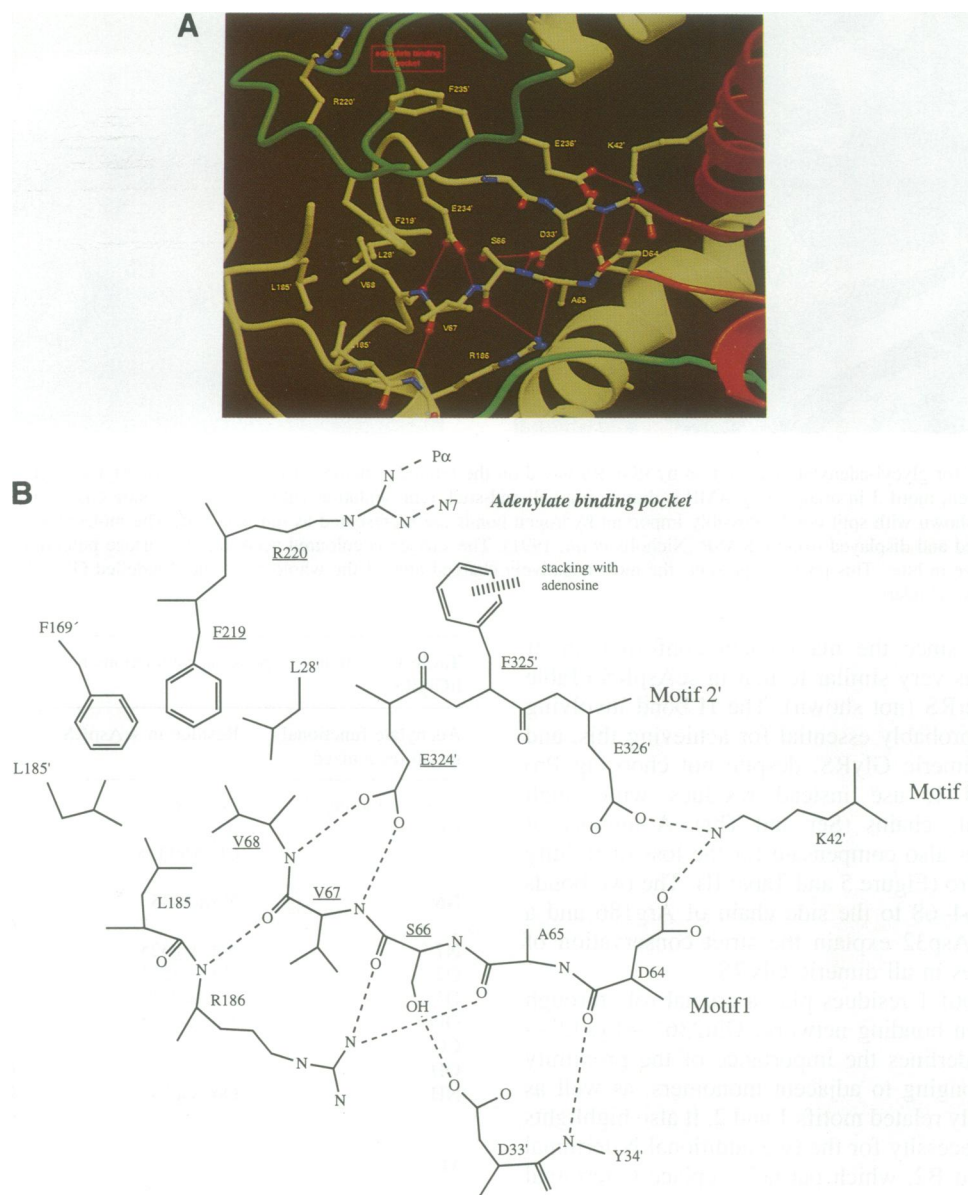 A
adenylate binding
pocket
R220'
F235'
E236'
K42'
E234'
F219'
S66
D33'
L28'
D64
V68
L185'
A65
V67
L185'
R186
B
Pα
N
N
N7
Adenylate binding pocket
R220
stacking with
adenosine
F169´
F219
L28'
O
F325'
Motif 2'
O
E324'
E326'
L185'
O
O
O
O
N
K42'
Motif
V68
N
V67
N
O
L185
O
O
S66
N
A65
O
N
O
N
O
D64
R186
OH
O
Motif1
N
N
N
O
O
D33'
N
Y34'